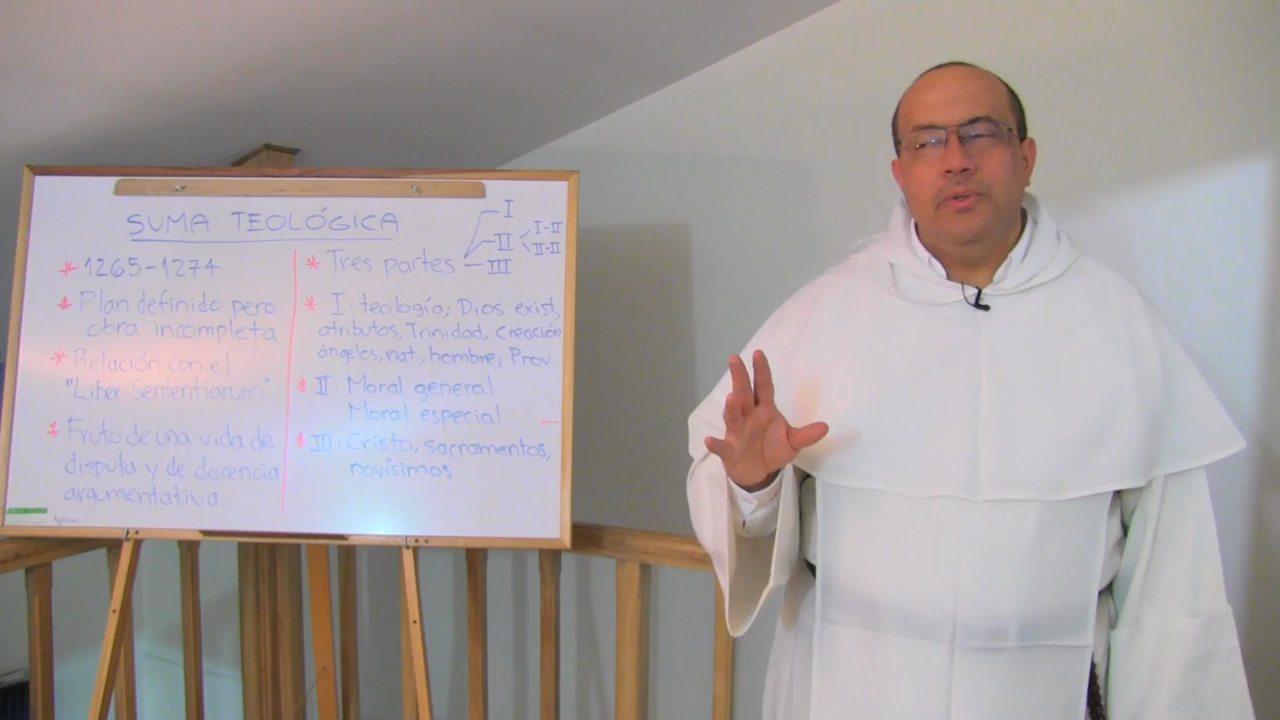 SUMA TEOLÓGICA
* 1265-1274
* Plan definido pero
obra incompleta
* Relación con el
"Liber Sententiarum"
* Fruto de una vida de
disputa y de docencia
argumentativa.
* Tres partes
I
II
I-II
II-II
III
* I: teología; Dios: exist,
atributos, Trinidad, Creación
ángeles, nat., hombre; Prov.
* II: Moral general
Moral especial ←
* III: Cristo, sacramentos,
novísimos